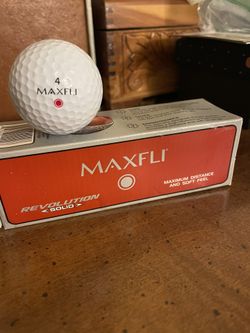 4
MAXFLI
MAXFLI
REVOLUTION
SOLID
MAXIMUM DISTANCE
AND SOFT FEEL